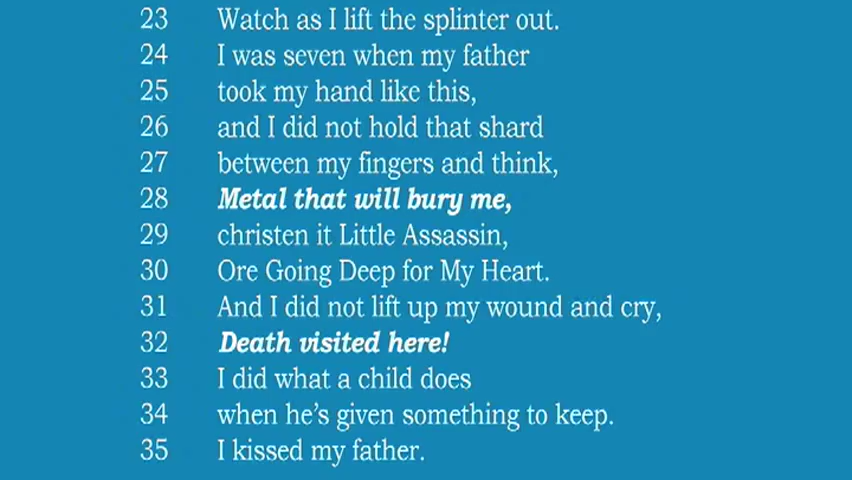 23 Watch as I lift the splinter out.
24 I was seven when my father
25 took my hand like this,
26 and I did not hold that shard
27 between my fingers and think,
28 Metal that will bury me,
29 christen it Little Assassin,
30 Ore Going Deep for My Heart.
31 And I did not lift up my wound and cry,
32 Death visited here!
33 I did what a child does
34 when he’s given something to keep.
35 I kissed my father.